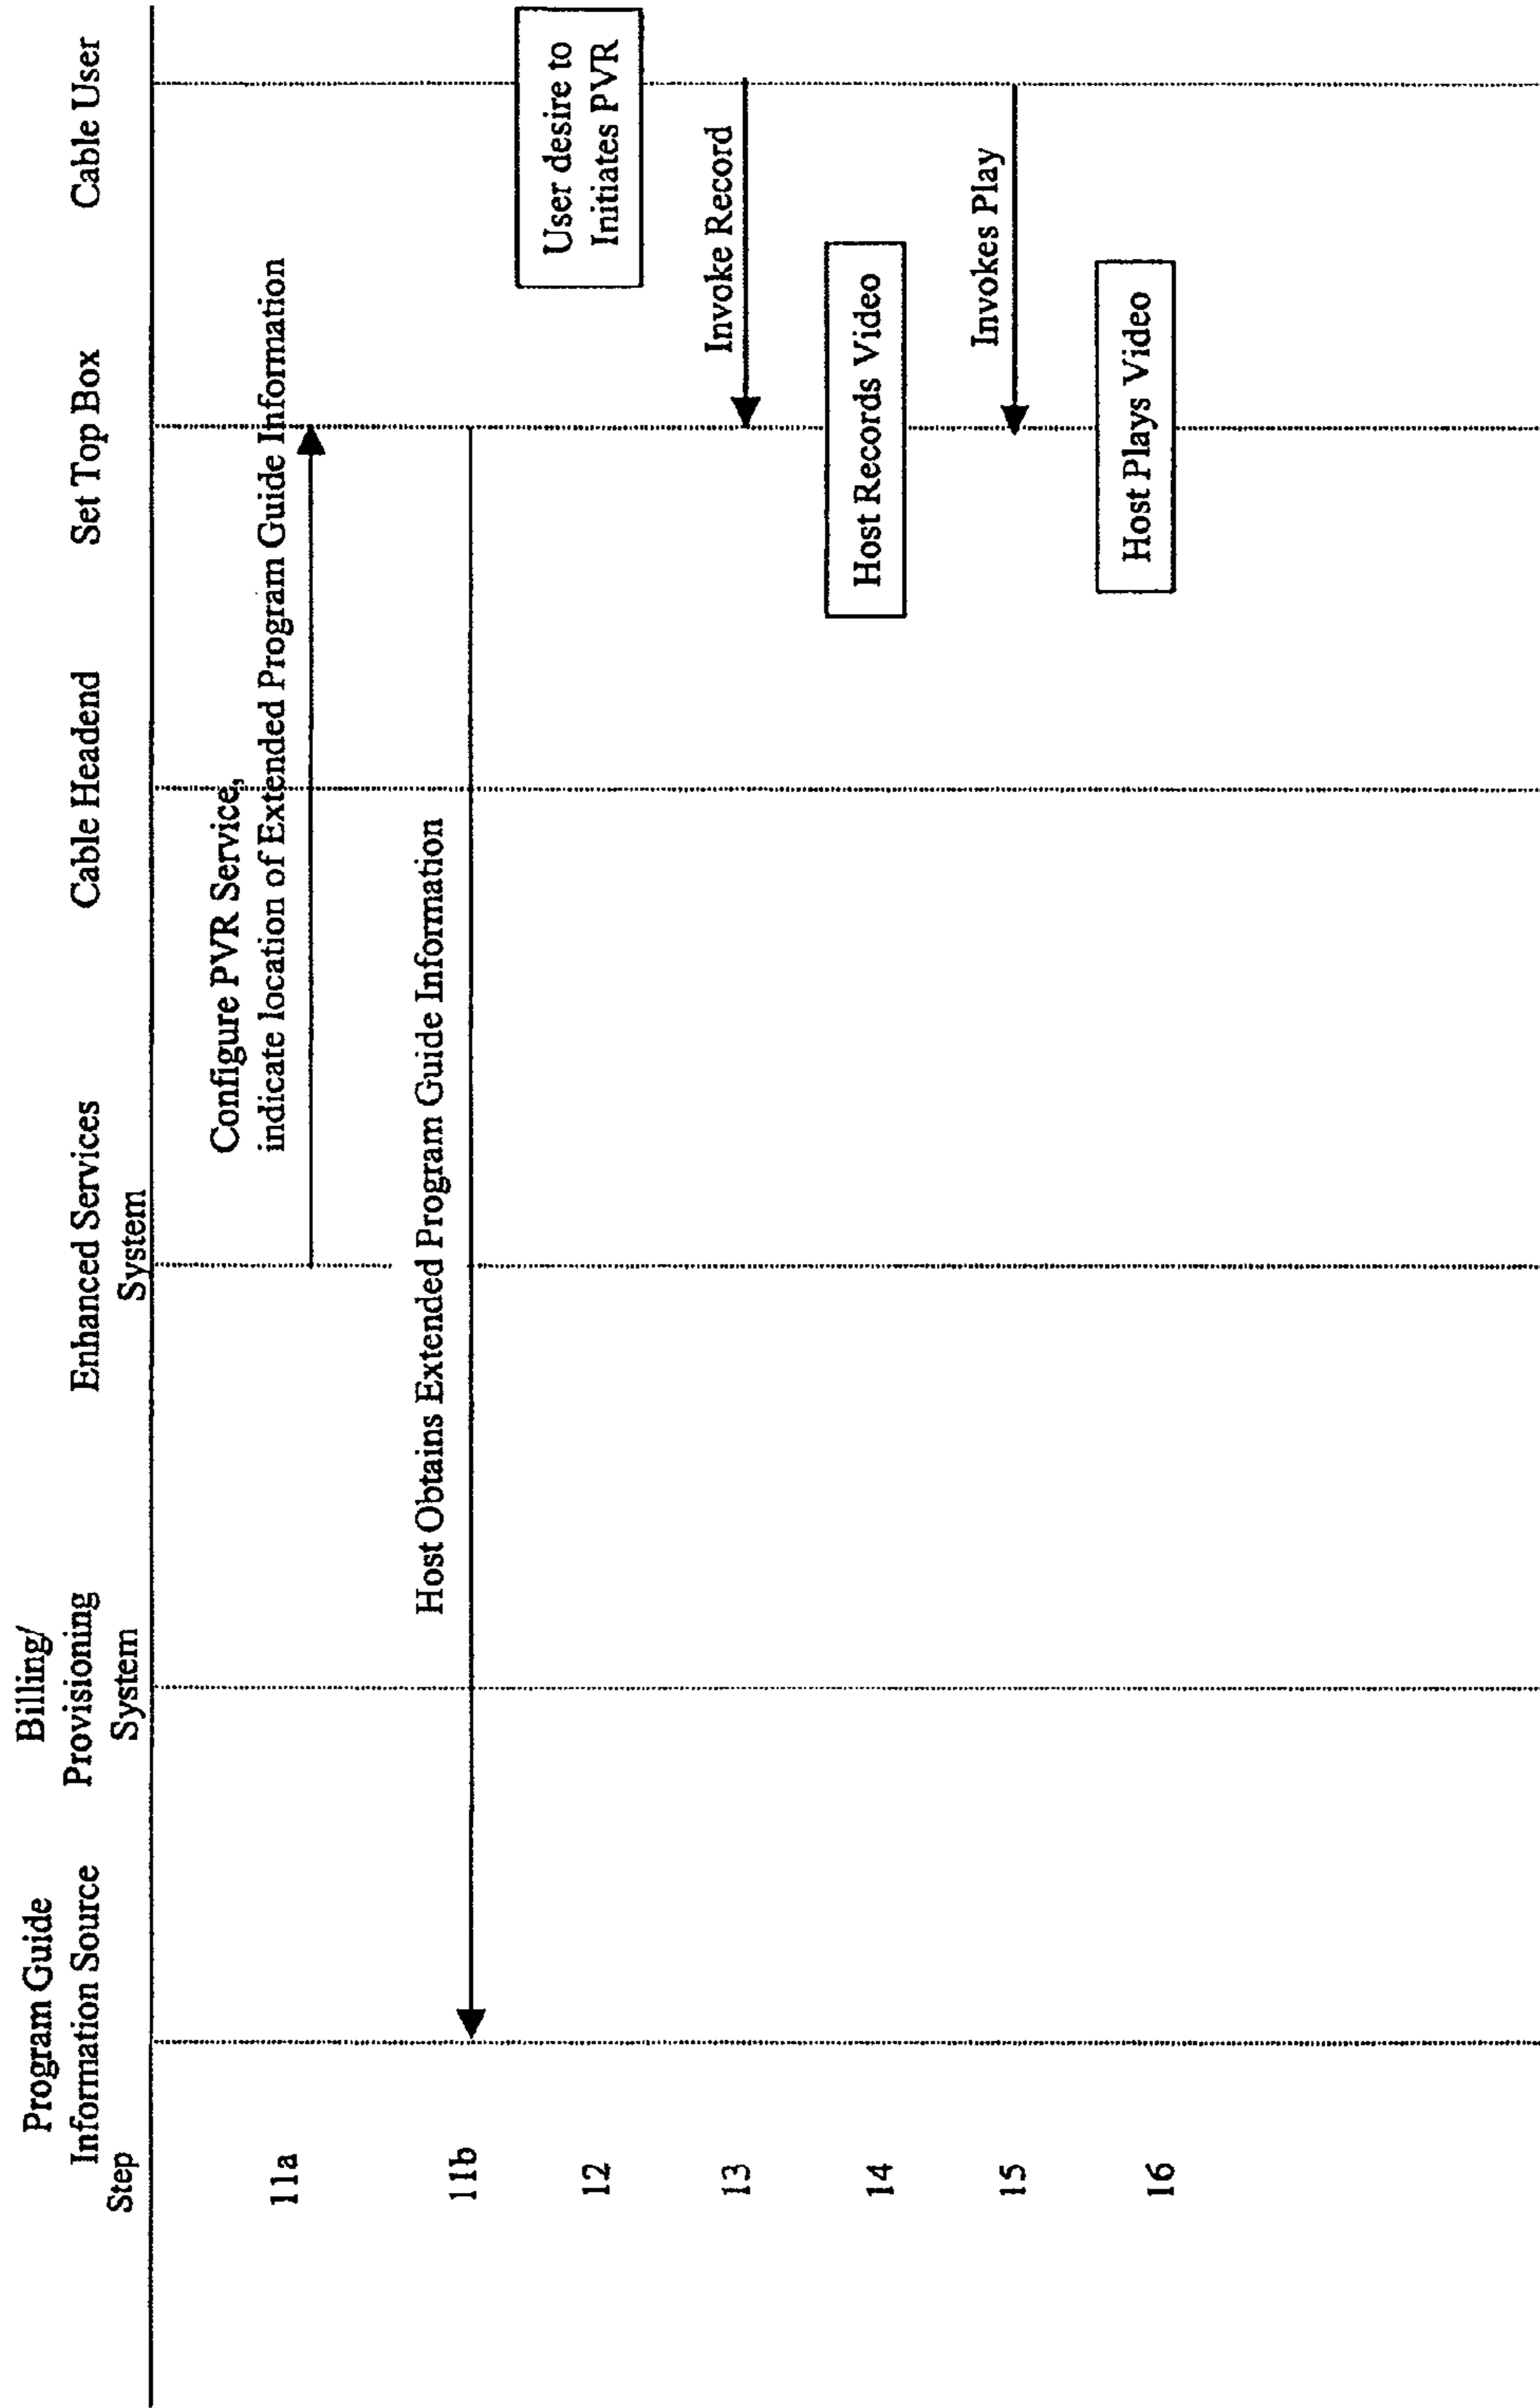 Step
Program Guide
Information Source
Billing/
Provisioning
System
Enhanced Services
System
Cable Headend
Set Top Box
Cable User
11a
Configure PVR Service,
indicate location of Extended Program Guide Information
11b
Host Obtains Extended Program Guide Information
12
User desire to
Initiates PVR
13
Invoke Record
14
Host Records Video
15
Invokes Play
16
Host Plays Video